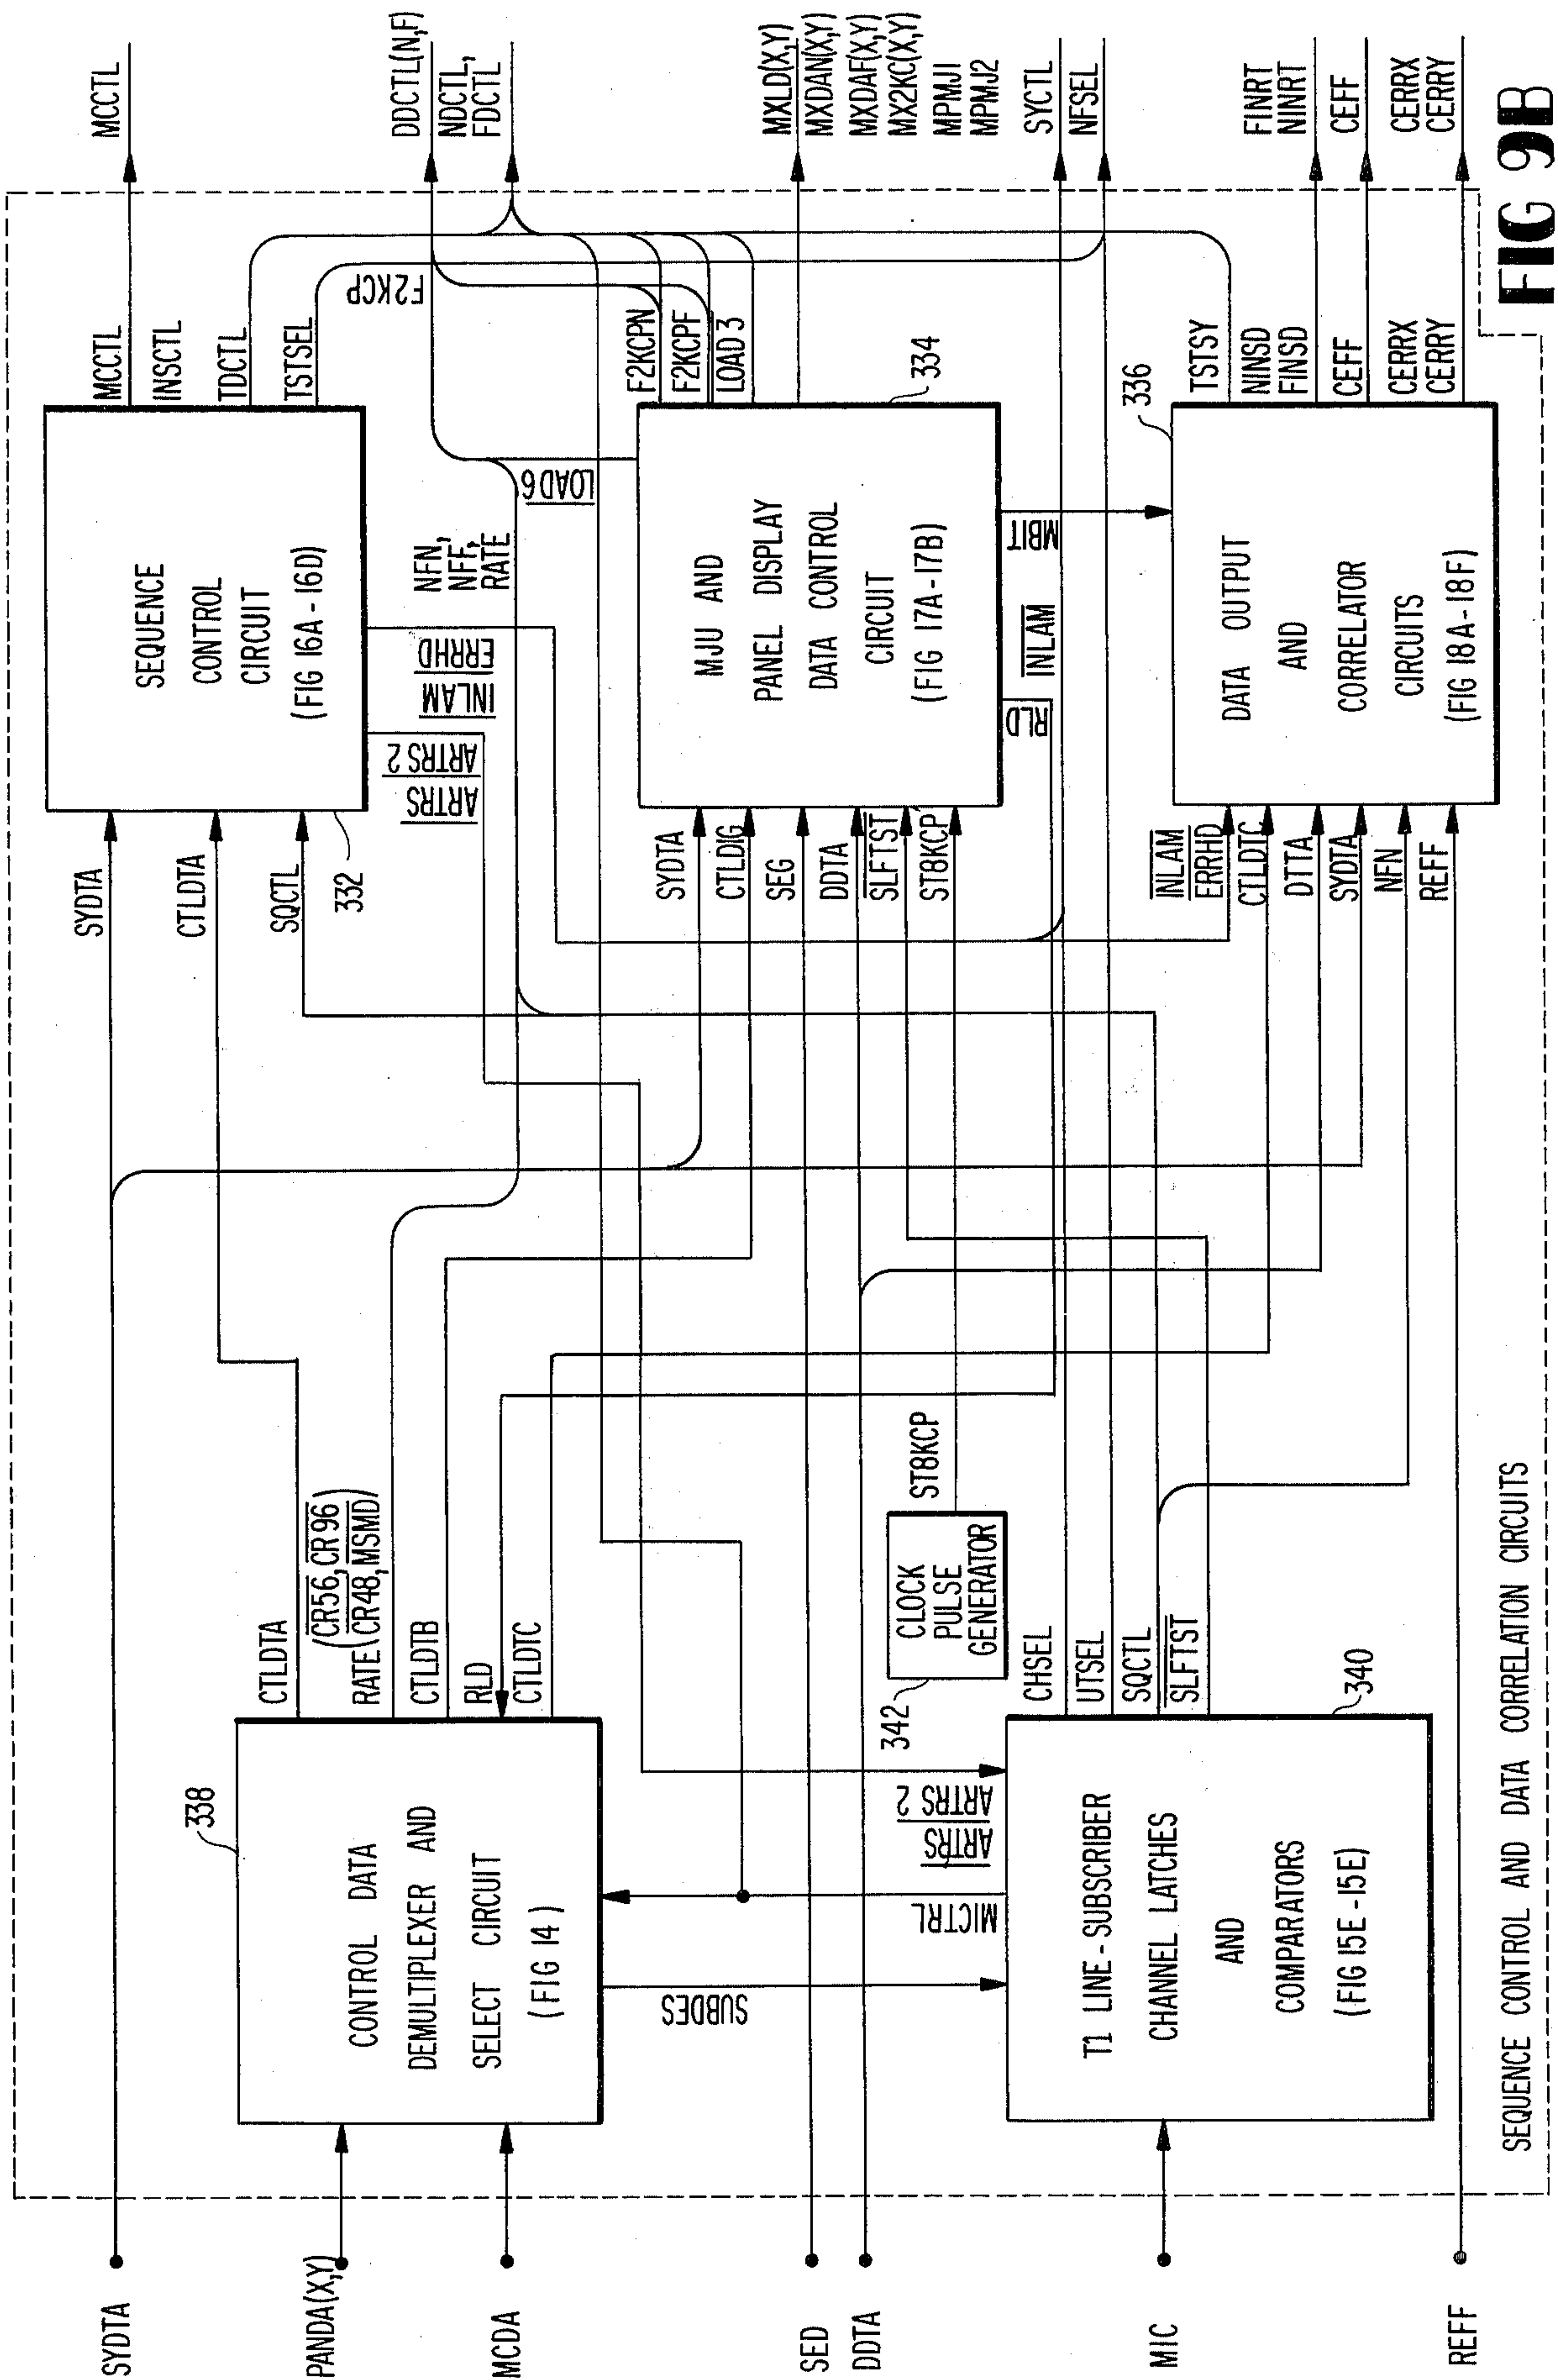 SYDTA
PANDA(X,Y)
MCDA
SED
DDTA
MIC
REFF
338
CONTROL DATA
DEMULTIPLEXER AND
SELECT CIRCUIT
(FIG 14)
CTLDTA
(CR56, CR96)
RATE(CR48, MSMD)
CTLDTB
RLD
CTLDTC
SUBDES
MICTRL
ARTRS
ARTRS 2
T1 LINE-SUBSCRIBER
CHANNEL LATCHES
AND
COMPARATORS
(FIG 15E-15E)
340
CHSEL
UTSEL
SQCTL
SLFTST
342
CLOCK
PULSE
GENERATOR
ST8KCP
SYDTA
CTLDTA
SQCTL
332
SEQUENCE
CONTROL
CIRCUIT
(FIG 16A-16D)
MCCTL
INSCTL
TDCTL
TSTSEL
ARTRS
ARTRS 2
INLAM
ERRHD
NFN,
NFF,
RATE
LOAD 6
F2KCP
SYDTA
CTLDIG
SEG
DDTA
SLFTST
ST8KCP
MJU AND
PANEL DISPLAY
DATA CONTROL
CIRCUIT
(FIG 17A-17B)
334
F2KCPN
F2KCPF
LOAD 3
RLD
INLAM
MBIT
INLAM
ERRHD
CTLDTC
DTTA
SYDTA
NFN
REFF
DATA OUTPUT
AND
CORRELATOR
CIRCUITS
(FIG 18A-18F)
336
TSTSY
NINSD
FINSD
CEFF
CERRX
CERRY
MCCTL
DDCTL(N,F)
NDCTL,
FDCTL
MXLD(X,Y)
MXDAN(X,Y)
MXDAF(X,Y)
MX2KC(X,Y)
MPMJ1
MPMJ2
SYCTL
NFSEL
FINRT
NINRT
CEFF
CERRX
CERRY
SEQUENCE CONTROL AND DATA CORRELATION CIRCUITS
FIG 9B